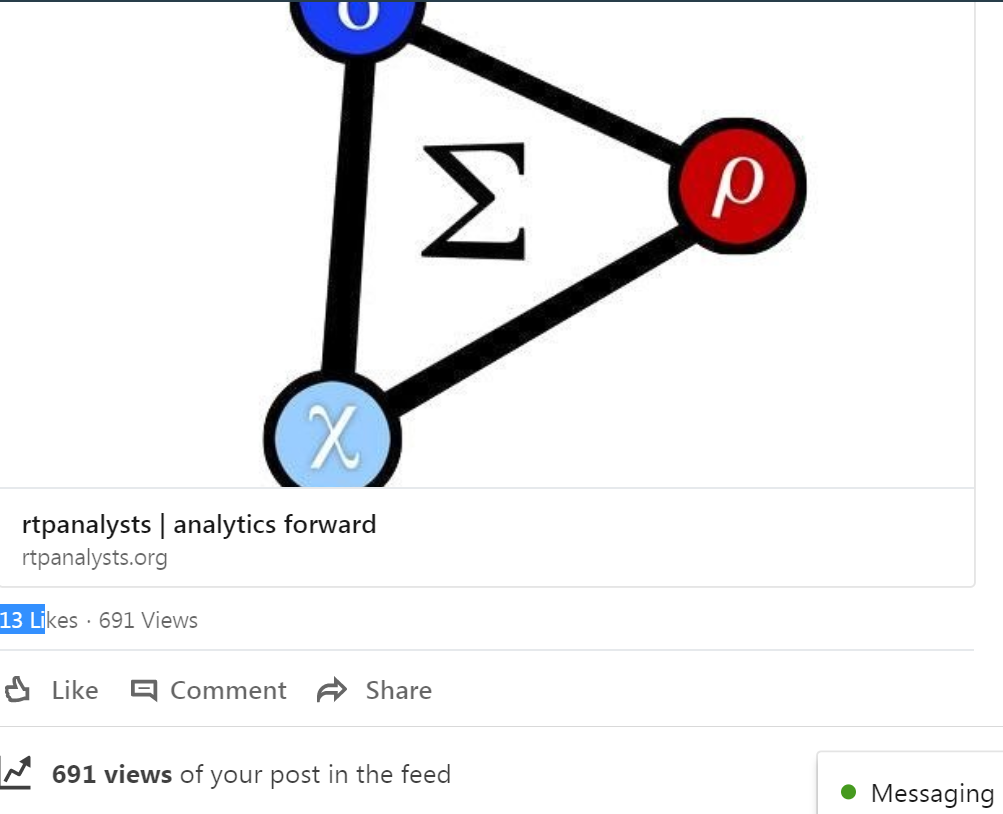 Σ
ρ
χ
rtpanalysts | analytics forward
rtpanalysts.org
13 Likes · 691 Views
Like Comment Share
691 views of your post in the feed
Messaging